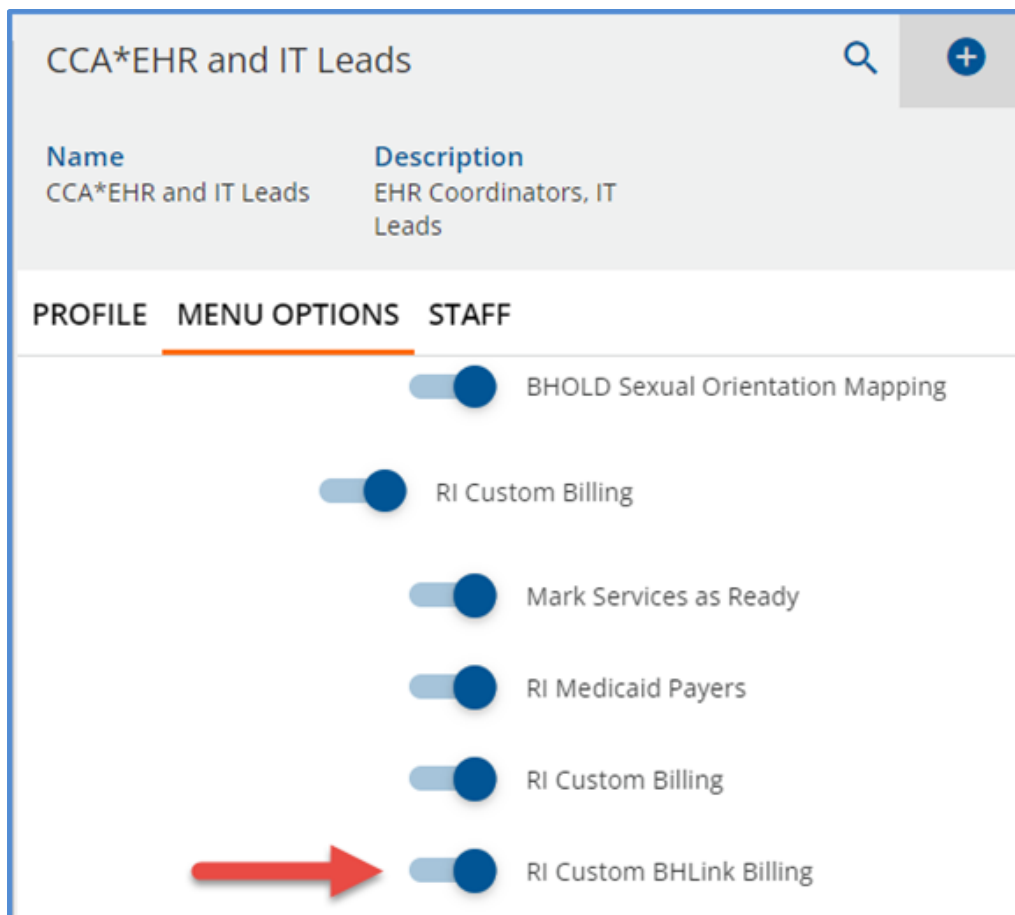 CCA*EHR and IT Leads
Name Description
CCA*EHR and IT Leads EHR Coordinators, IT
Leads
PROFILE MENU OPTIONS STAFF
BHOLD Sexual Orientation Mapping
RI Custom Billing
Mark Services as Ready
RI Medicaid Payers
RI Custom Billing
RI Custom BHLink Billing